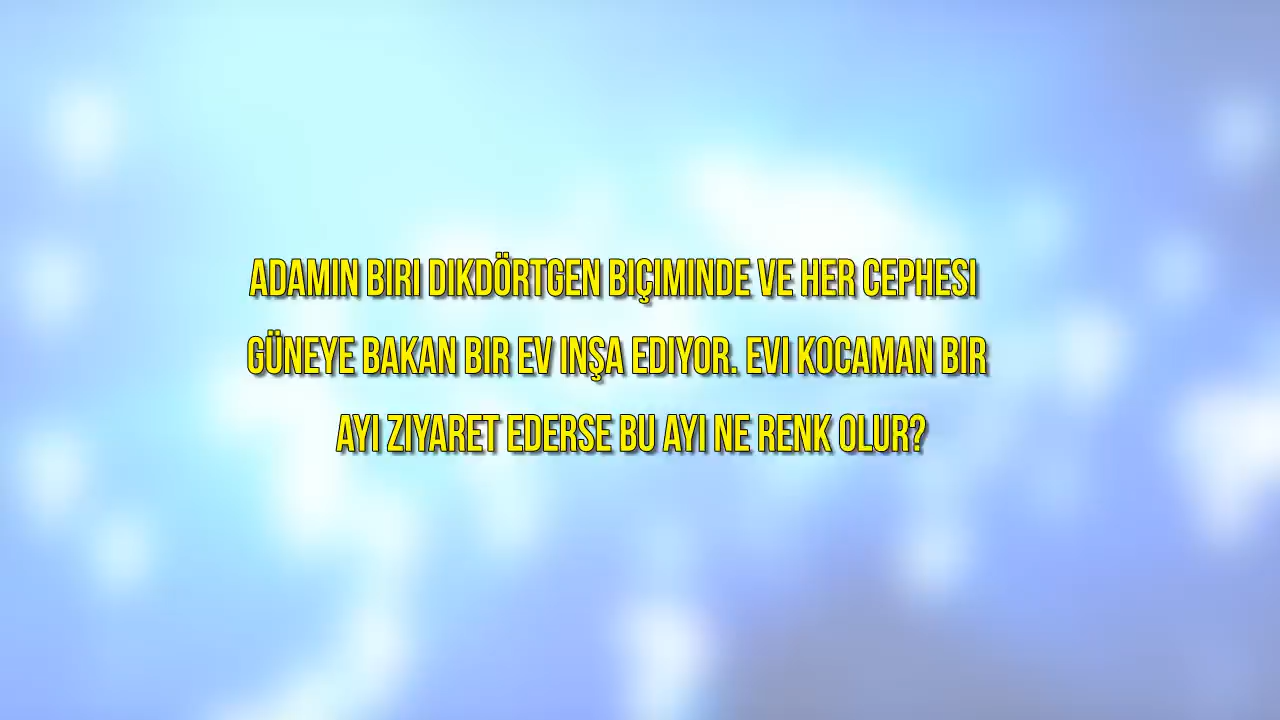 ADAMIN BIRI DIKDÖRTGEN BIÇIMINDE VE HER CEPHESI
GÜNEYE BAKAN BIR EV INŞA EDIYOR. EVI KOCAMAN BIR
AYI ZIYARET EDERSE BU AYI NE RENK OLUR?